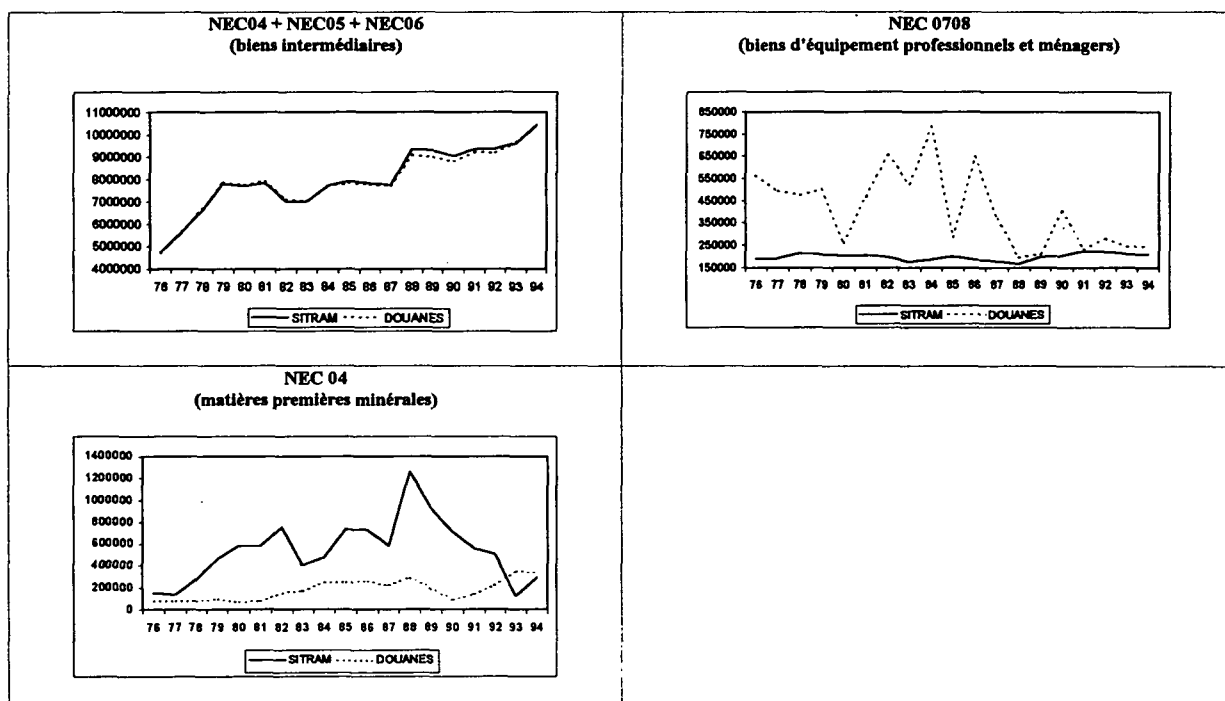 NEC04 + NEC05 + NEC06
(biens intermédiaires)
11000000
10000000
9000000
8000000
7000000
6000000
5000000
4000000
76 77 78 79 80 81 82 83 84 85 86 87 88 89 90 91 92 93 94
SITRAM DOUANES
NEC 0708
(biens d'équipement professionnels et ménagers)
850000
750000
650000
550000
450000
350000
250000
150000
76 77 78 79 80 81 82 83 84 85 86 87 88 89 90 91 92 93 94
SITRAM DOUANES
NEC 04
(matières premières minérales)
1400000
1200000
1000000
800000
600000
400000
200000
0
76 77 78 79 80 81 82 83 84 85 86 87 88 89 90 91 92 93 94
SITRAM DOUANES